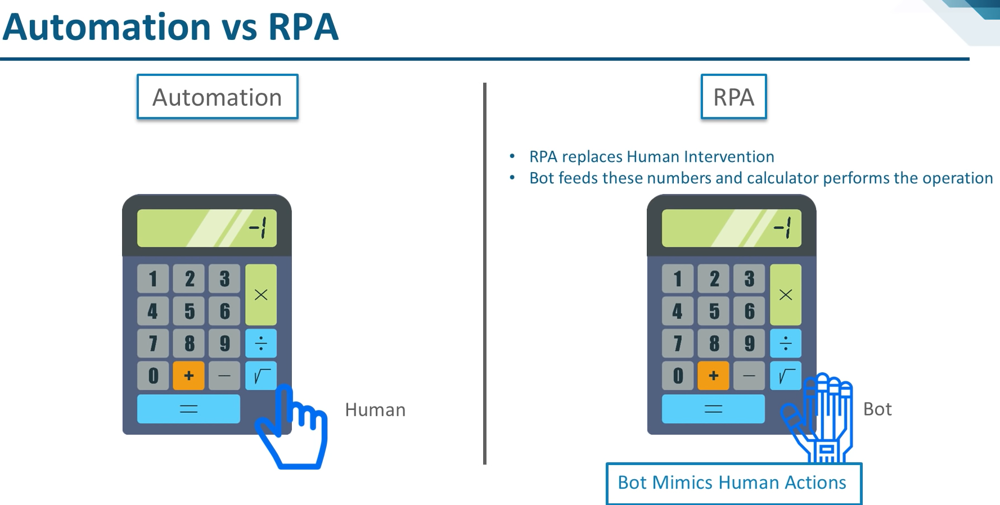 Automation vs RPA
Automation
-1
1 2 3 ×
4 5 6
7 8 9 ÷
0 + — √
=
Human
RPA
• RPA replaces Human Intervention
• Bot feeds these numbers and calculator performs the operation
-1
1 2 3 ×
4 5 6
7 8 9 ÷
0 + — √
=
Bot
Bot Mimics Human Actions